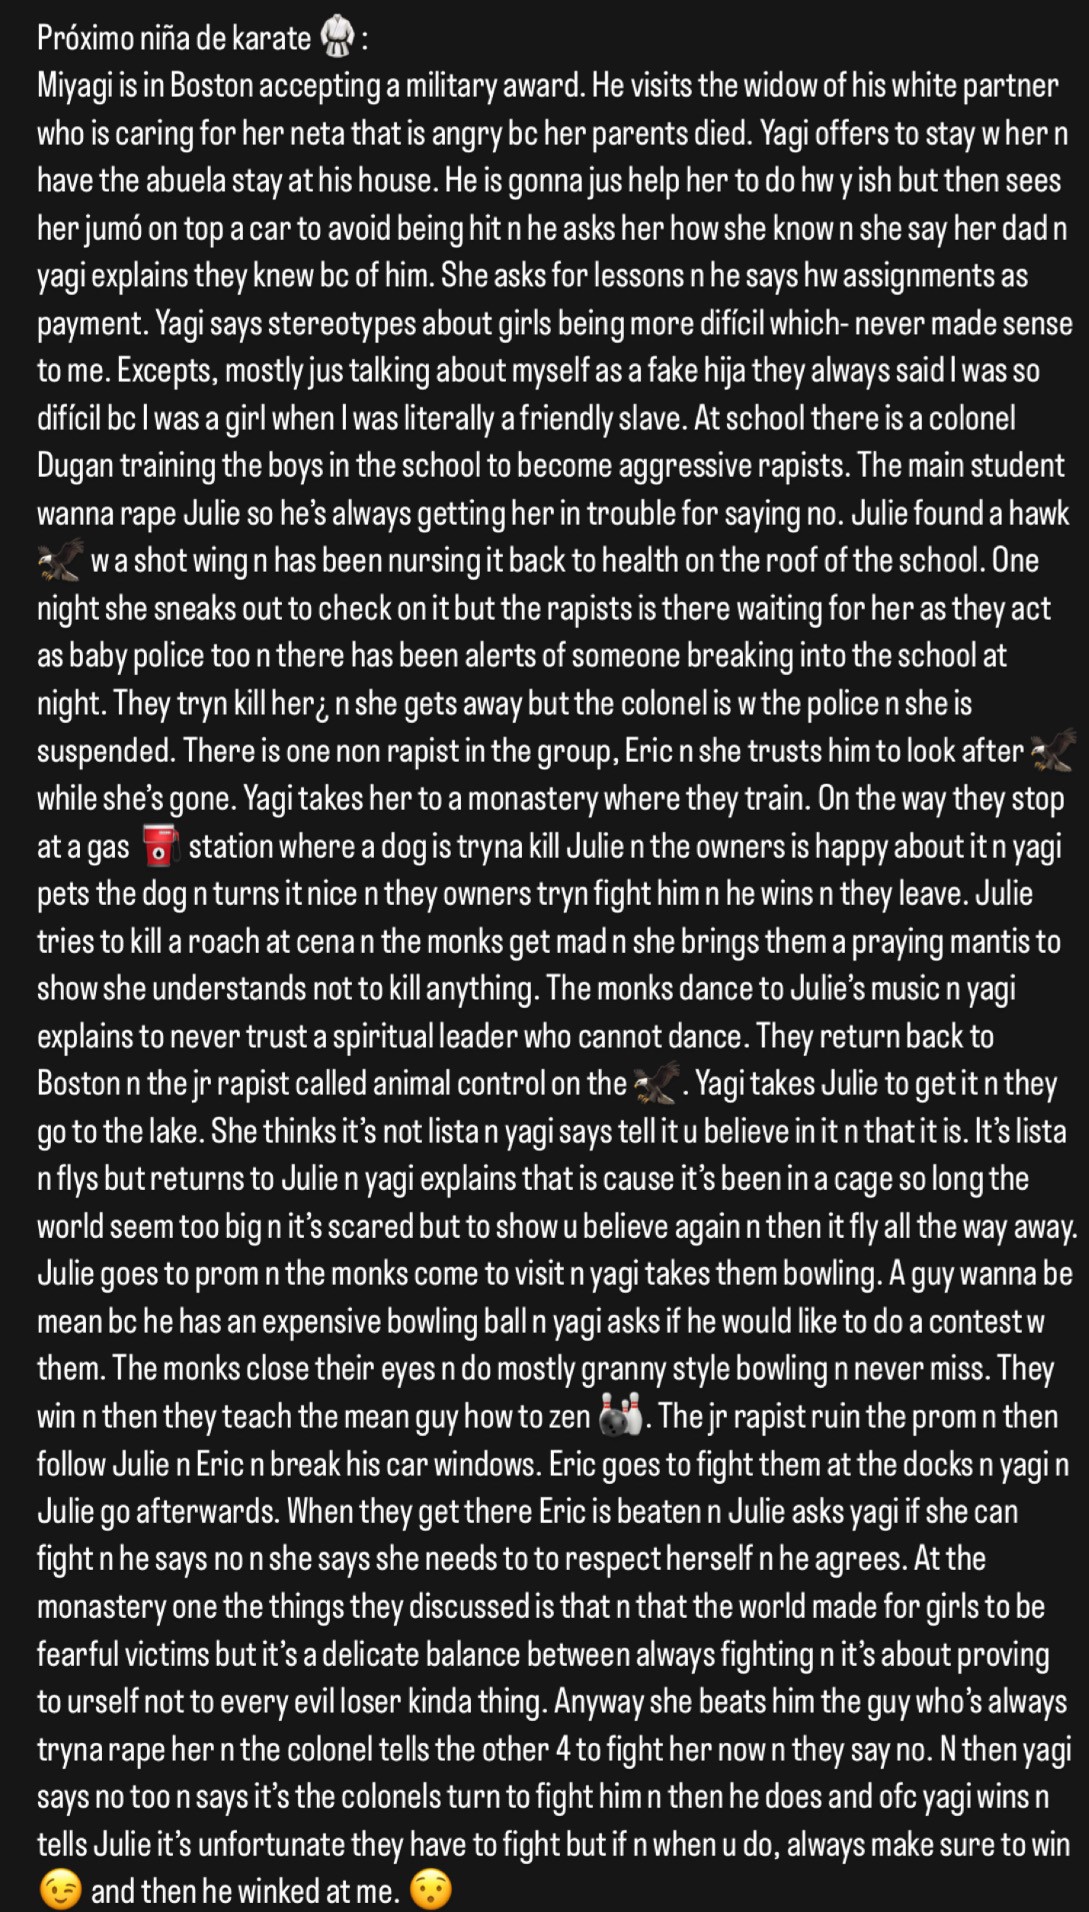 Próximo niña de karate 🥋:
Miyagi is in Boston accepting a military award. He visits the widow of his white partner
who is caring for her neta that is angry bc her parents died. Yagi offers to stay w her n
have the abuela stay at his house. He is gonna jus help her to do hw y ish but then sees
her jumó on top a car to avoid being hit n he asks her how she know n she say her dad n
yagi explains they knew bc of him. She asks for lessons n he says hw assignments as
payment. Yagi says stereotypes about girls being more difícil which- never made sense
to me. Excepts, mostly jus talking about myself as a fake hija they always said I was so
difícil bc I was a girl when I was literally a friendly slave. At school there is a colonel
Dugan training the boys in the school to become aggressive rapists. The main student
wanna rape Julie so he's always getting her in trouble for saying no. Julie found a hawk
🦅 w a shot wing n has been nursing it back to health on the roof of the school. One
night she sneaks out to check on it but the rapists is there waiting for her as they act
as baby police too n there has been alerts of someone breaking into the school at
night. They tryn kill her¿ n she gets away but the colonel is w the police n she is
suspended. There is one non rapist in the group, Eric n she trusts him to look after 🦅
while she's gone. Yagi takes her to a monastery where they train. On the way they stop
at a gas ⛽ station where a dog is tryna kill Julie n the owners is happy about it n yagi
pets the dog n turns it nice n they owners tryn fight him n he wins n they leave. Julie
tries to kill a roach at cena n the monks get mad n she brings them a praying mantis to
show she understands not to kill anything. The monks dance to Julie's music n yagi
explains to never trust a spiritual leader who cannot dance. They return back to
Boston n the jr rapist called animal control on the 🦅. Yagi takes Julie to get it n they
go to the lake. She thinks it's not lista n yagi says tell it u believe in it n that it is. It's lista
n flys but returns to Julie n yagi explains that is cause it's been in a cage so long the
world seem too big n it's scared but to show u believe again n then it fly all the way away.
Julie goes to prom n the monks come to visit n yagi takes them bowling. A guy wanna be
mean bc he has an expensive bowling ball n yagi asks if he would like to do a contest w
them. The monks close their eyes n do mostly granny style bowling n never miss. They
win n then they teach the mean guy how to zen 🎳. The jr rapist ruin the prom n then
follow Julie n Eric n break his car windows. Eric goes to fight them at the docks n yagi n
Julie go afterwards. When they get there Eric is beaten n Julie asks yagi if she can
fight n he says no n she says she needs to to respect herself n he agrees. At the
monastery one the things they discussed is that n that the world made for girls to be
fearful victims but it's a delicate balance between always fighting n it's about proving
to urself not to every evil loser kinda thing. Anyway she beats him the guy who's always
tryna rape her n the colonel tells the other 4 to fight her now n they say no. N then yagi
says no too n says it's the colonels turn to fight him n then he does and ofc yagi wins n
tells Julie it's unfortunate they have to fight but if n when u do, always make sure to win
😉 and then he winked at me. 😯